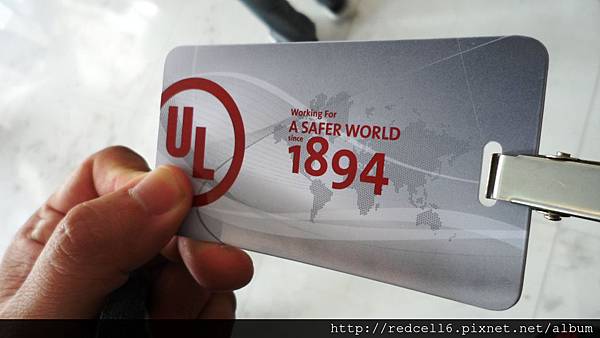 UL
Working For
A SAFER WORLD
since
1894
http://redcell6.pixnet.net/album